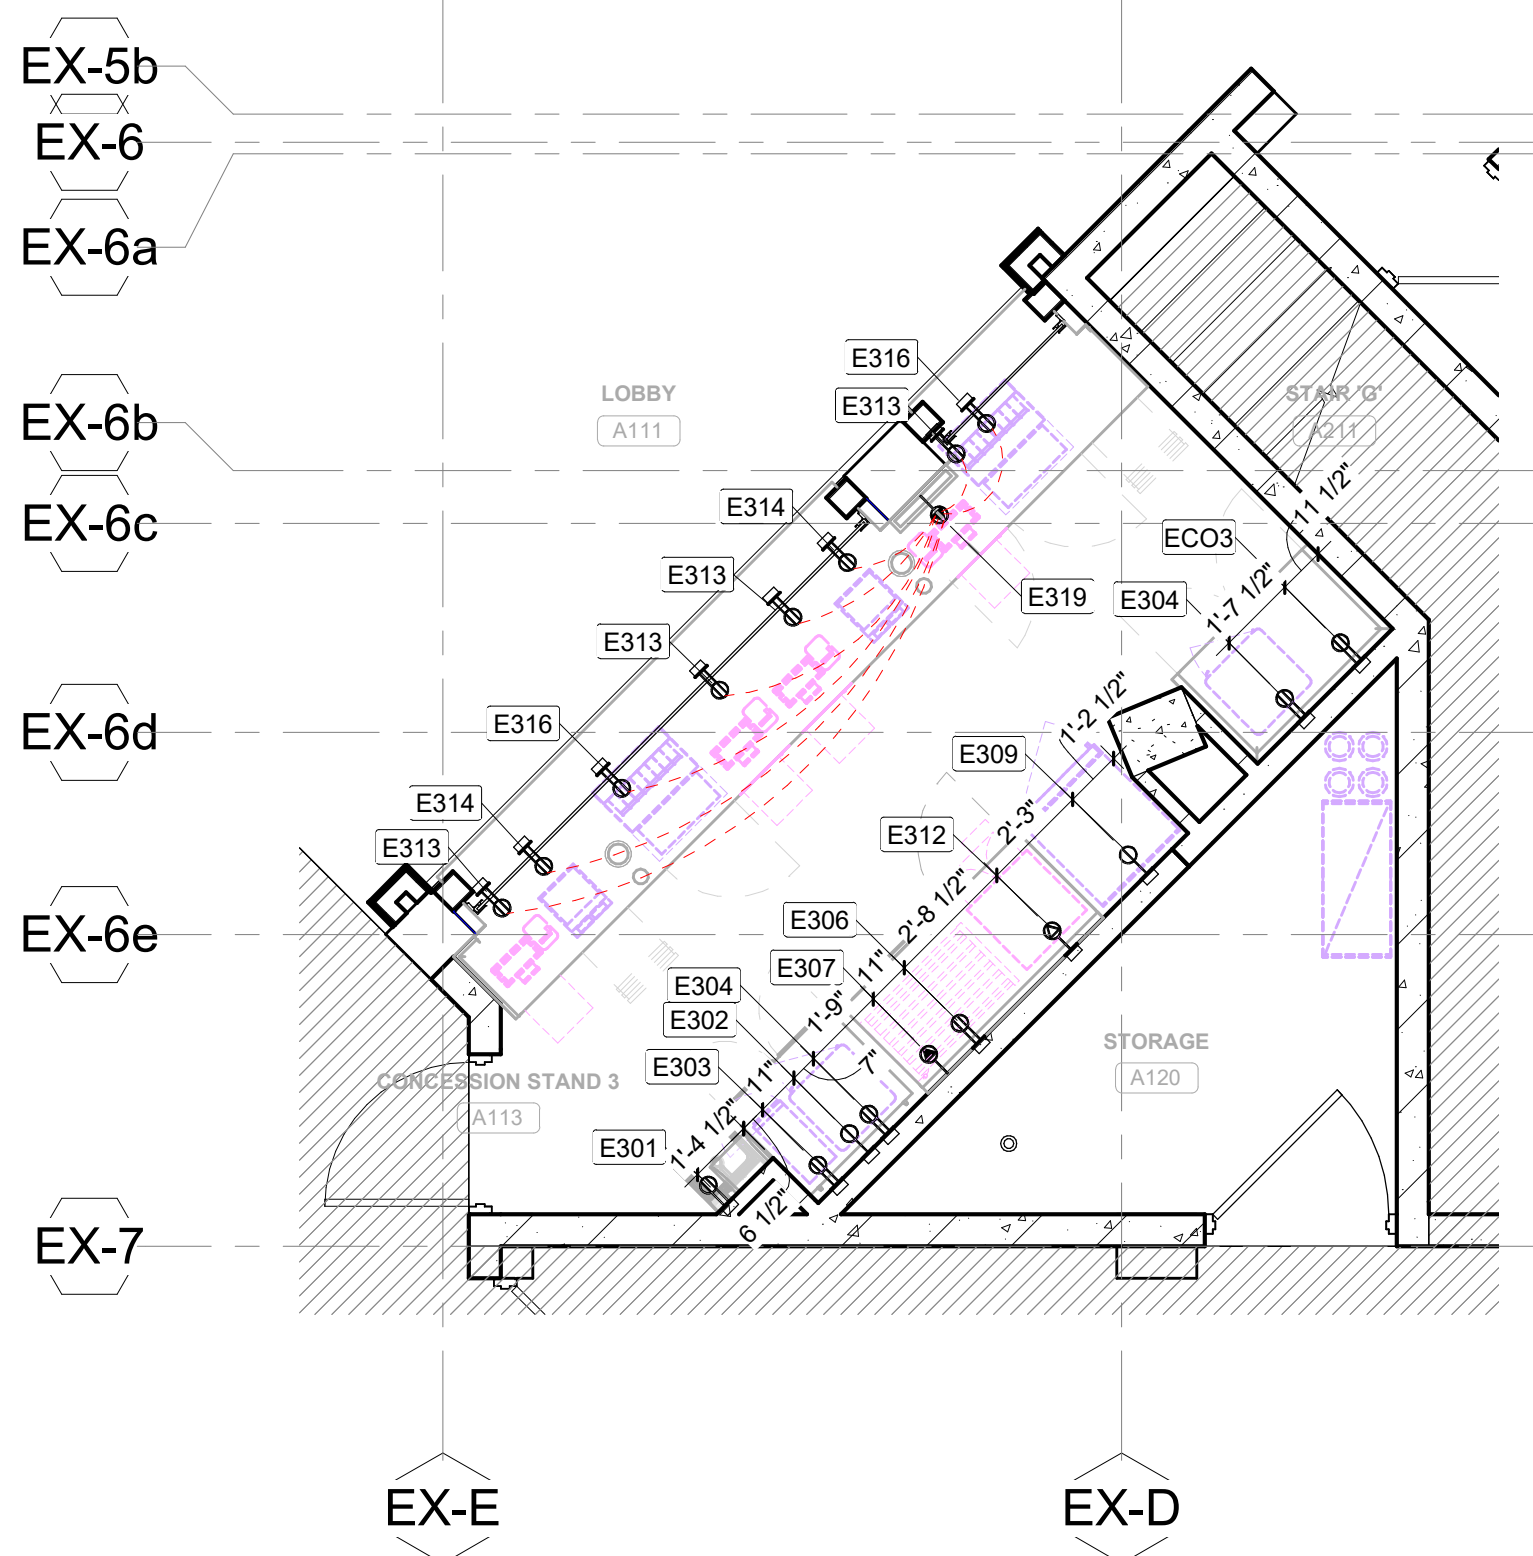 EX-5b
EX-6
EX-6a
EX-6b
EX-6c
EX-6d
EX-6e
EX-7
EX-E
EX-D
LOBBY
A111
STAIR 'G'
A211
E316
E313
E314
E313
E313
E316
E314
E313
E319
ECO3
E304
11 1/2"
1'-7 1/2"
1'-2 1/2"
E309
2'-3"
E312
2'-8 1/2"
E306
E307
11"
E304
1'-9"
E302
7"
E303
11"
E301
1'-4 1/2"
6 1/2"
CONCESSION STAND 3
A113
STORAGE
A120